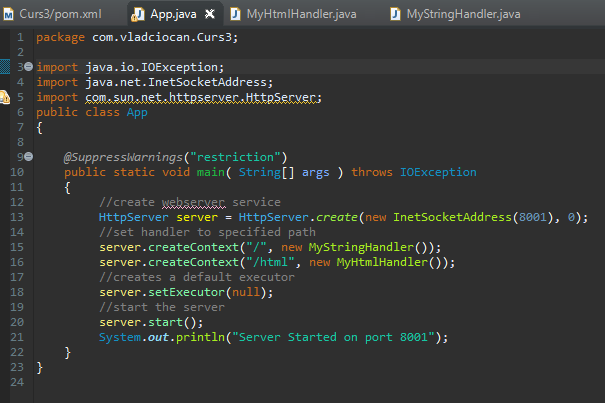 Curs3/pom.xml App.java MyHtmlHandler.java MyStringHandler.java
1 package com.vladciocan.Curs3;
2
3 import java.io.IOException;
4 import java.net.InetSocketAddress;
5 import com.sun.net.httpserver.HttpServer;
6 public class App
7 {
8
9 @SuppressWarnings("restriction")
10 public static void main( String[] args ) throws IOException
11 {
12 //create webserver service
13 HttpServer server = HttpServer.create(new InetSocketAddress(8001), 0);
14 //set handler to specified path
15 server.createContext("/", new MyStringHandler());
16 server.createContext("/html", new MyHtmlHandler());
17 //creates a default executor
18 server.setExecutor(null);
19 //start the server
20 server.start();
21 System.out.println("Server Started on port 8001");
22 }
23 }
24